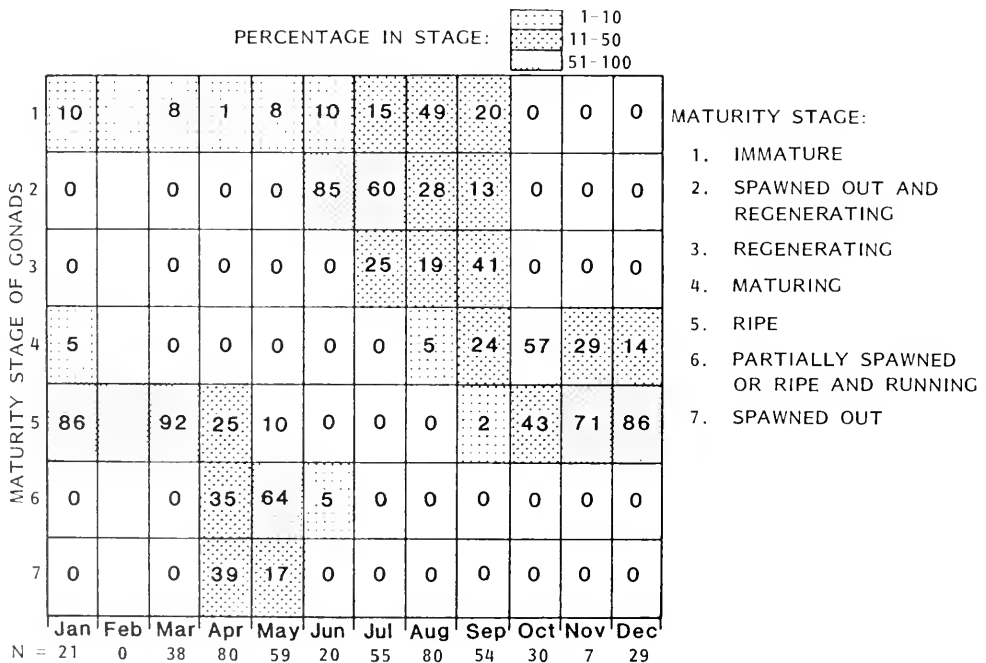 PERCENTAGE IN STAGE:
1-10
11-50
51-100
MATURITY STAGE OF GONADS
1 10 8 1 8 10 15 49 20 0 0 0
2 0 0 0 0 85 60 28 13 0 0 0
3 0 0 0 0 0 25 19 41 0 0 0
4 5 0 0 0 0 0 5 24 57 29 14
5 86 92 25 10 0 0 0 2 43 71 86
6 0 0 35 64 5 0 0 0 0 0 0
7 0 0 39 17 0 0 0 0 0 0 0
Jan Feb Mar Apr May Jun Jul Aug Sep Oct Nov Dec
N = 21 0 38 80 59 20 55 80 54 30 7 29
MATURITY STAGE:
1. IMMATURE
2. SPAWNED OUT AND
REGENERATING
3. REGENERATING
4. MATURING
5. RIPE
6. PARTIALLY SPAWNED
OR RIPE AND RUNNING
7. SPAWNED OUT